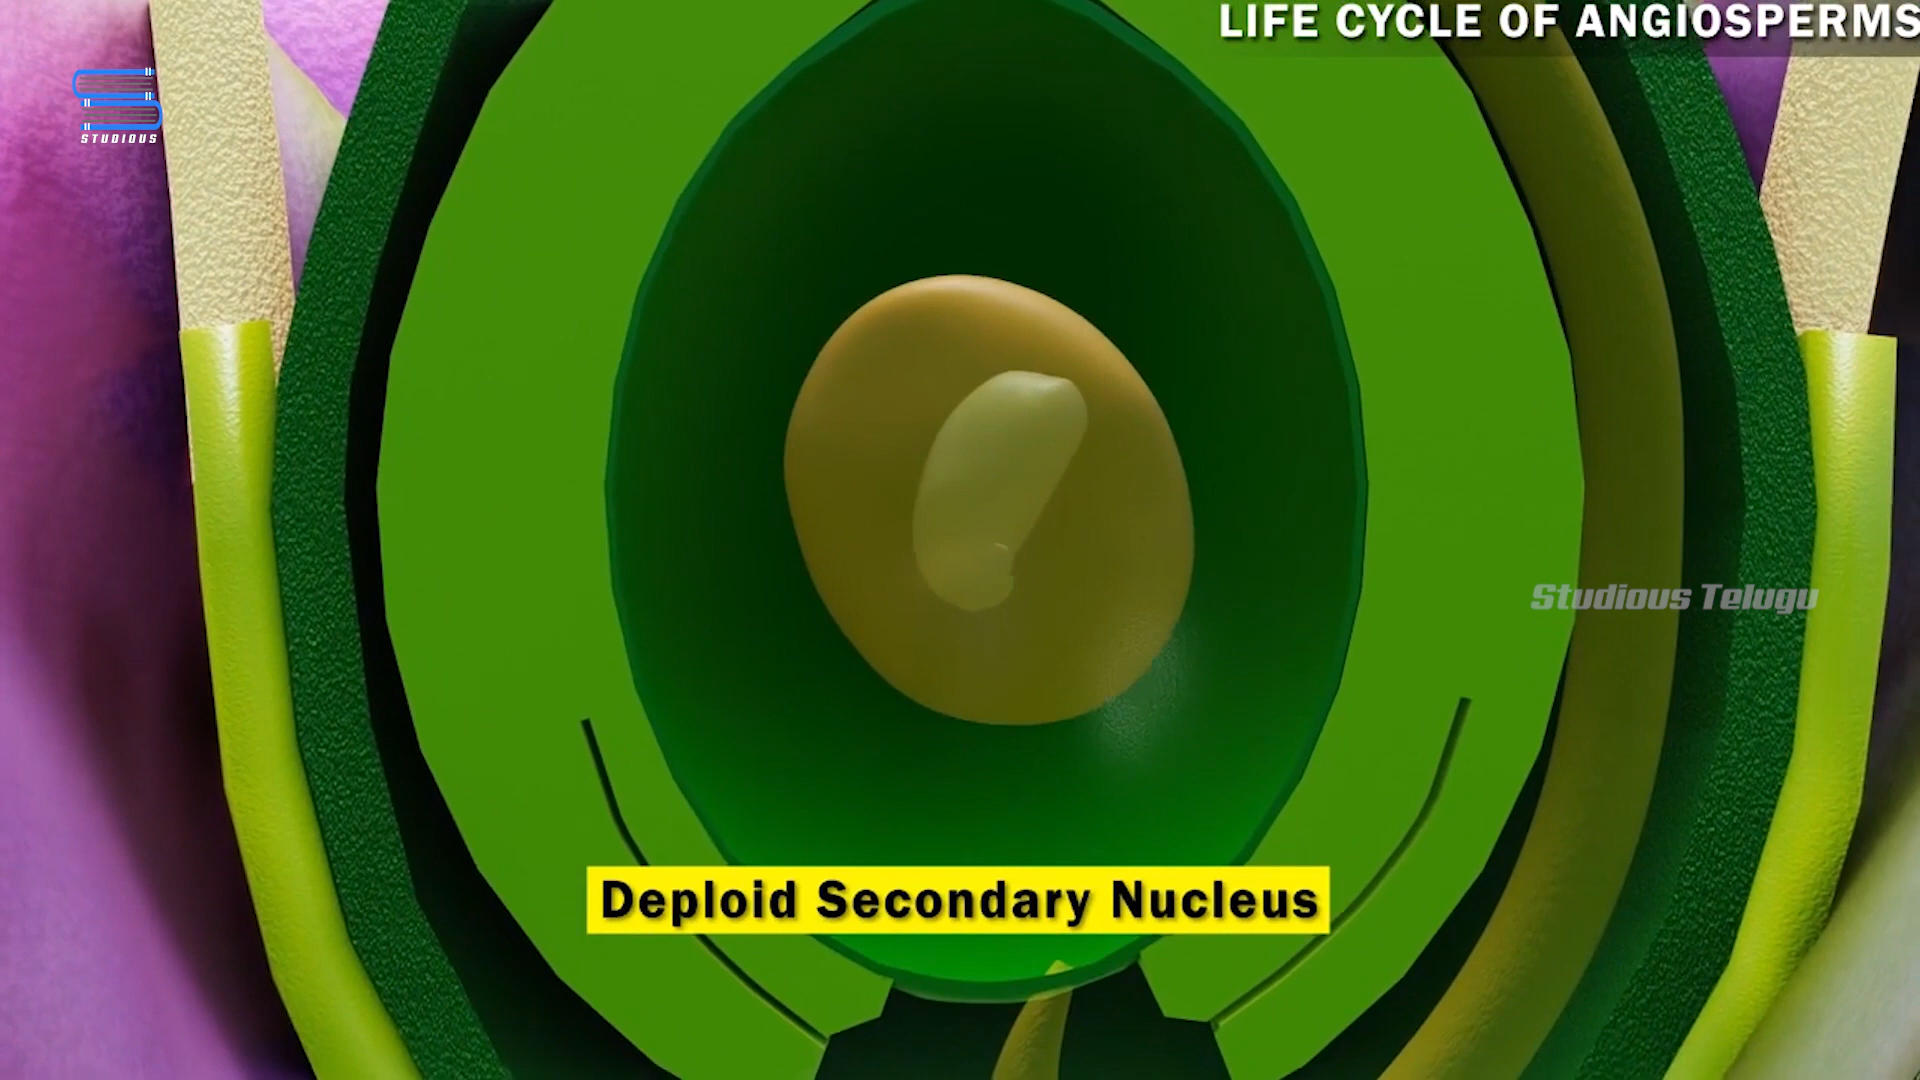 LIFE CYCLE OF ANGIOSPERMS
STUDIOUS
Studious Telugu
Deploid Secondary Nucleus